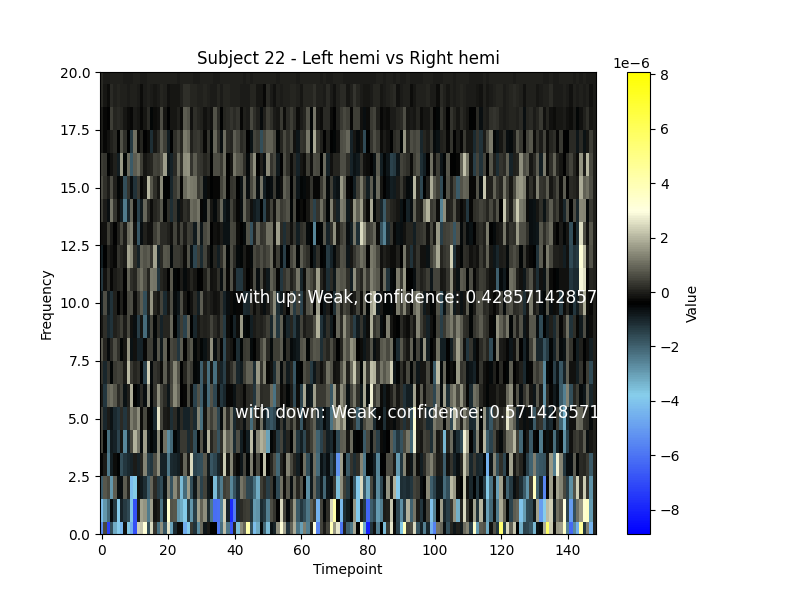 Subject 22 - Left hemi vs Right hemi
1e−6
20.0
17.5
15.0
12.5
10.0
7.5
5.0
2.5
0.0
Frequency
with up: Weak, confidence: 0.42857142857
with down: Weak, confidence: 0.571428571
0 20 40 60 80 100 120 140
Timepoint
8
6
4
2
0
−2
−4
−6
−8
Value